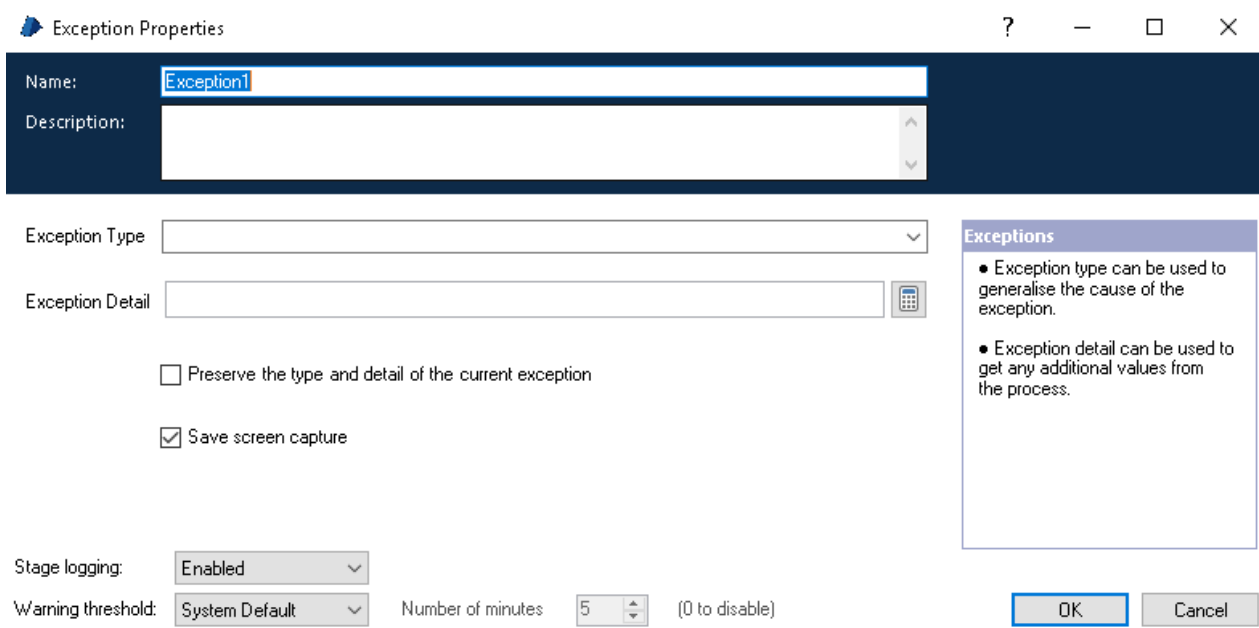 Exception Properties
?
Name:
Exception1
Description:
Exception Type
Exception Detail
Preserve the type and detail of the current exception
Save screen capture
Exceptions
● Exception type can be used to
generalise the cause of the
exception.
● Exception detail can be used to
get any additional values from
the process.
Stage logging:
Enabled
Warning threshold:
System Default
Number of minutes
5
(0 to disable)
OK
Cancel